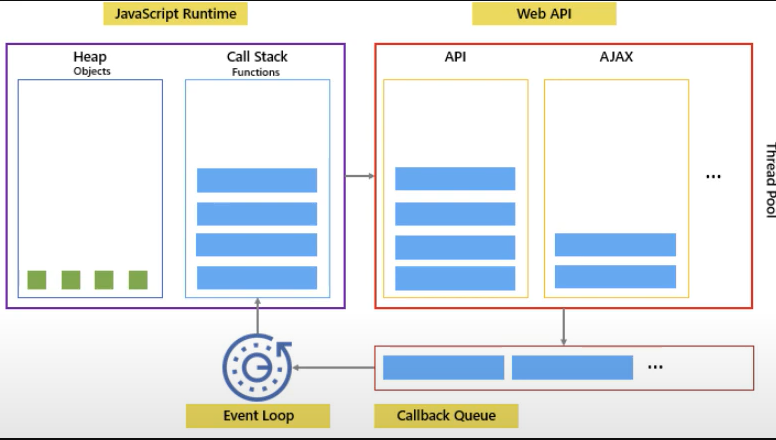 JavaScript Runtime
Web API
Heap
Objects
Call Stack
Functions
API
AJAX
...
Thread Pool
...
Event Loop
Callback Queue